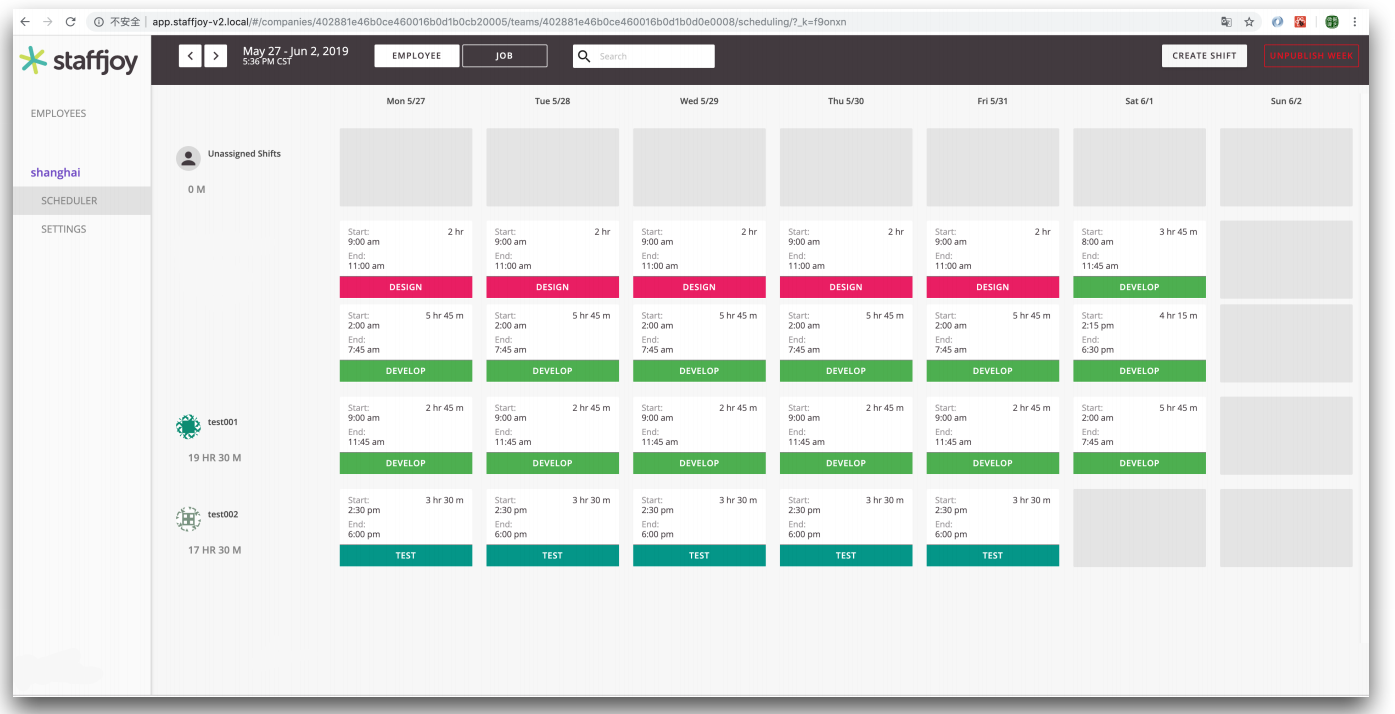 不安全 app.staffjoy-v2.local/#/companies/402881e46b0ce460016b0d1b0cb20005/teams/402881e46b0ce460016b0d1b0d0e0008/scheduling/?_k=f9onxn
staffjoy
May 27 - Jun 2, 2019
5:36 PM CST
EMPLOYEE JOB Search CREATE SHIFT UNPUBLISH WEEK
EMPLOYEES
shanghai
SCHEDULER
SETTINGS
Mon 5/27 Tue 5/28 Wed 5/29 Thu 5/30 Fri 5/31 Sat 6/1 Sun 6/2
Unassigned Shifts
0 M
Start: 2 hr Start: 2 hr Start: 2 hr Start: 2 hr Start: 2 hr Start: 3 hr 45 m
9:00 am 9:00 am 9:00 am 9:00 am 9:00 am 8:00 am
End: End: End: End: End: End:
11:00 am 11:00 am 11:00 am 11:00 am 11:00 am 11:45 am
DESIGN DESIGN DESIGN DESIGN DESIGN DEVELOP
Start: 5 hr 45 m Start: 5 hr 45 m Start: 5 hr 45 m Start: 5 hr 45 m Start: 5 hr 45 m Start: 4 hr 15 m
2:00 am 2:00 am 2:00 am 2:00 am 2:00 am 2:15 pm
End: End: End: End: End: End:
7:45 am 7:45 am 7:45 am 7:45 am 7:45 am 6:30 pm
DEVELOP DEVELOP DEVELOP DEVELOP DEVELOP DEVELOP
test001
19 HR 30 M
Start: 2 hr 45 m Start: 2 hr 45 m Start: 2 hr 45 m Start: 2 hr 45 m Start: 2 hr 45 m Start: 5 hr 45 m
9:00 am 9:00 am 9:00 am 9:00 am 9:00 am 2:00 am
End: End: End: End: End: End:
11:45 am 11:45 am 11:45 am 11:45 am 11:45 am 7:45 am
DEVELOP DEVELOP DEVELOP DEVELOP DEVELOP DEVELOP
test002
17 HR 30 M
Start: 3 hr 30 m Start: 3 hr 30 m Start: 3 hr 30 m Start: 3 hr 30 m Start: 3 hr 30 m
2:30 pm 2:30 pm 2:30 pm 2:30 pm 2:30 pm
End: End: End: End: End:
6:00 pm 6:00 pm 6:00 pm 6:00 pm 6:00 pm
TEST TEST TEST TEST TEST